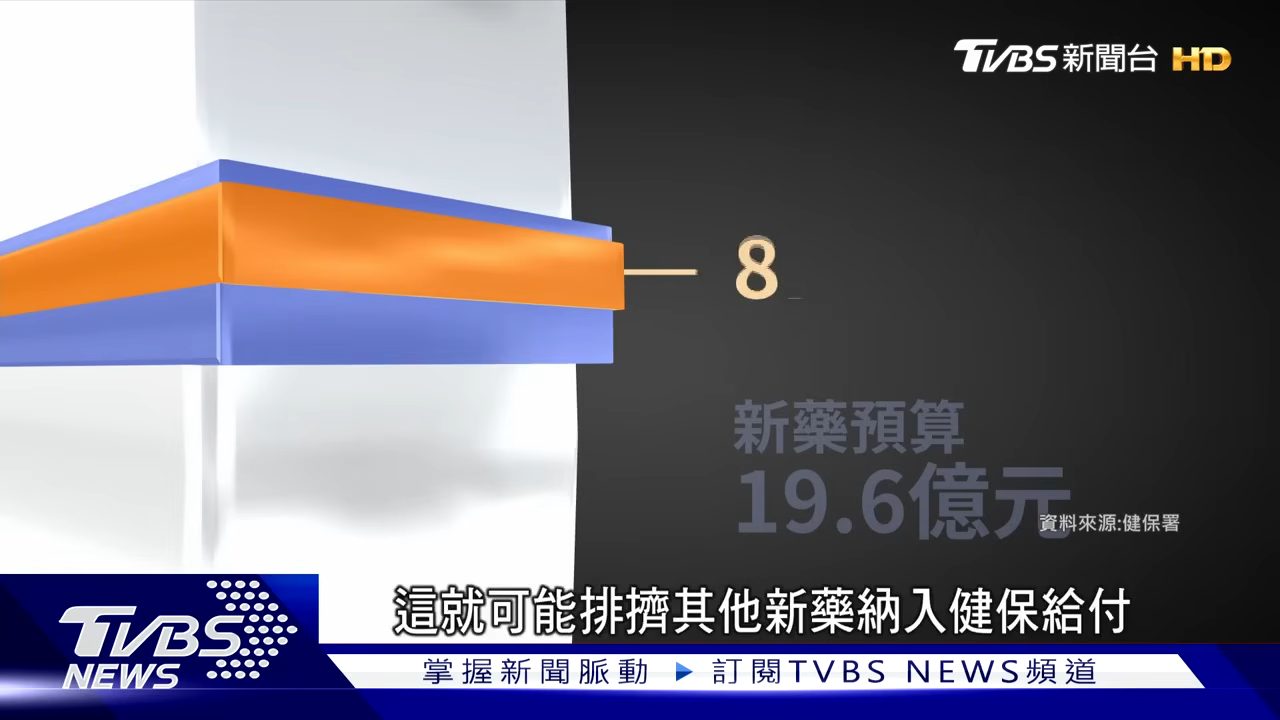 TVBS新聞台 HD
8
新藥預算
19.6億元
資料來源:健保署
這就可能排擠其他新藥納入健保給付
TVBS
NEWS
掌握新聞脈動 ▶ 訂閱TVBS NEWS頻道